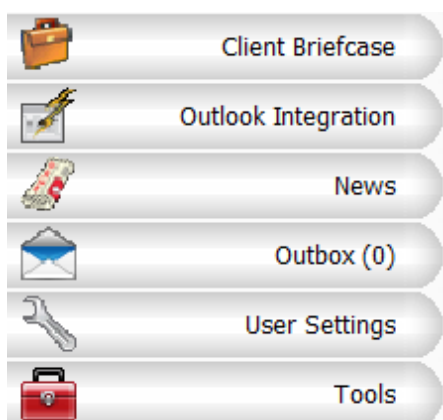 Client Briefcase
Outlook Integration
News
Outbox (0)
User Settings
Tools